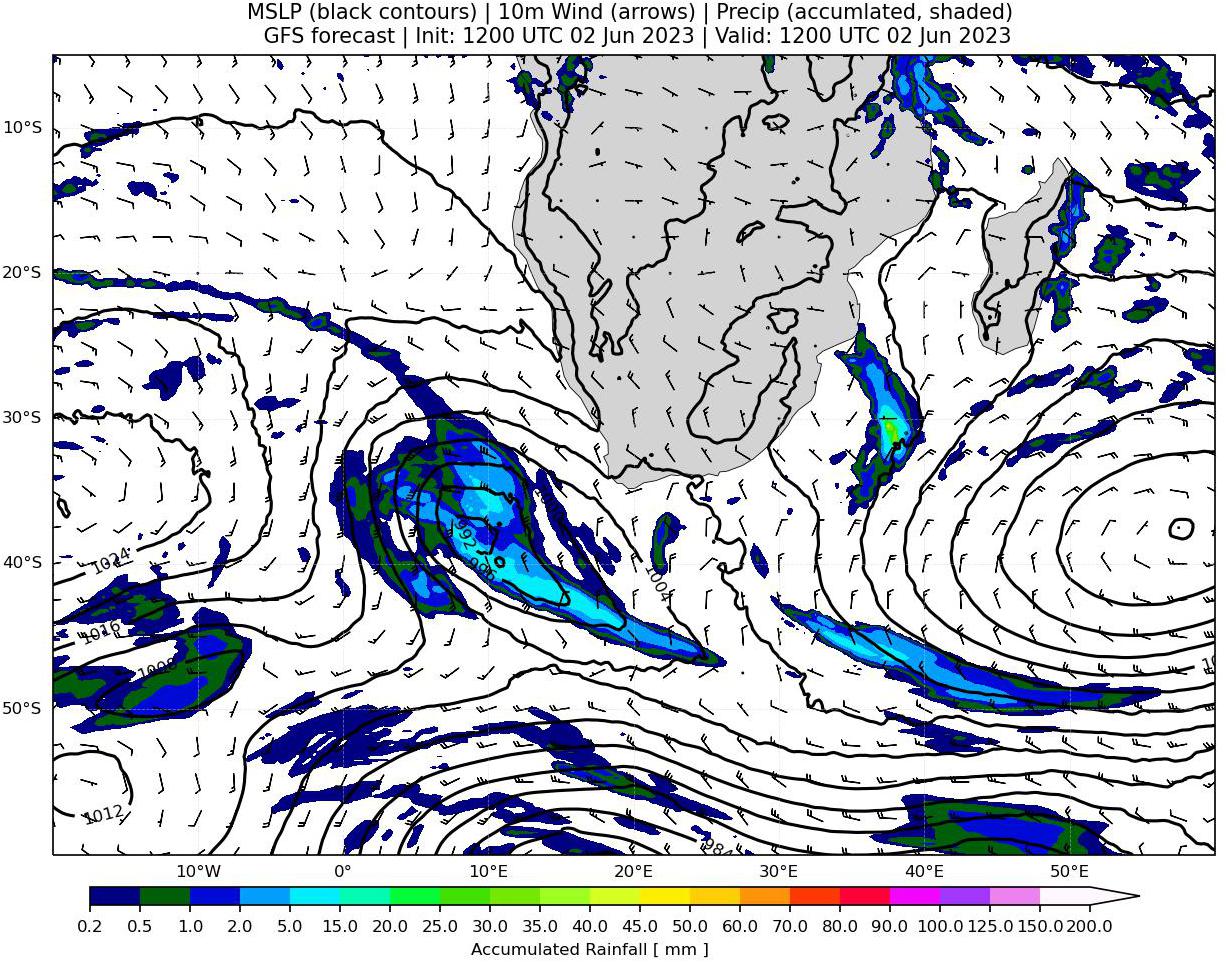 MSLP (black contours) | 10m Wind (arrows) | Precip (accumlated, shaded)
GFS forecast | Init: 1200 UTC 02 Jun 2023 | Valid: 1200 UTC 02 Jun 2023
10°S
20°S
30°S
40°S
50°S
1024
1016
1008
1012
992
996
1004
984
10°W
0°
10°E
20°E
30°E
40°E
50°E
0.2 0.5 1.0 2.0 5.0 10.0 15.0 20.0 25.0 30.0 35.0 40.0 45.0 50.0 60.0 70.0 80.0 90.0 100.0 125.0 150.0 200.0
Accumulated Rainfall [ mm ]